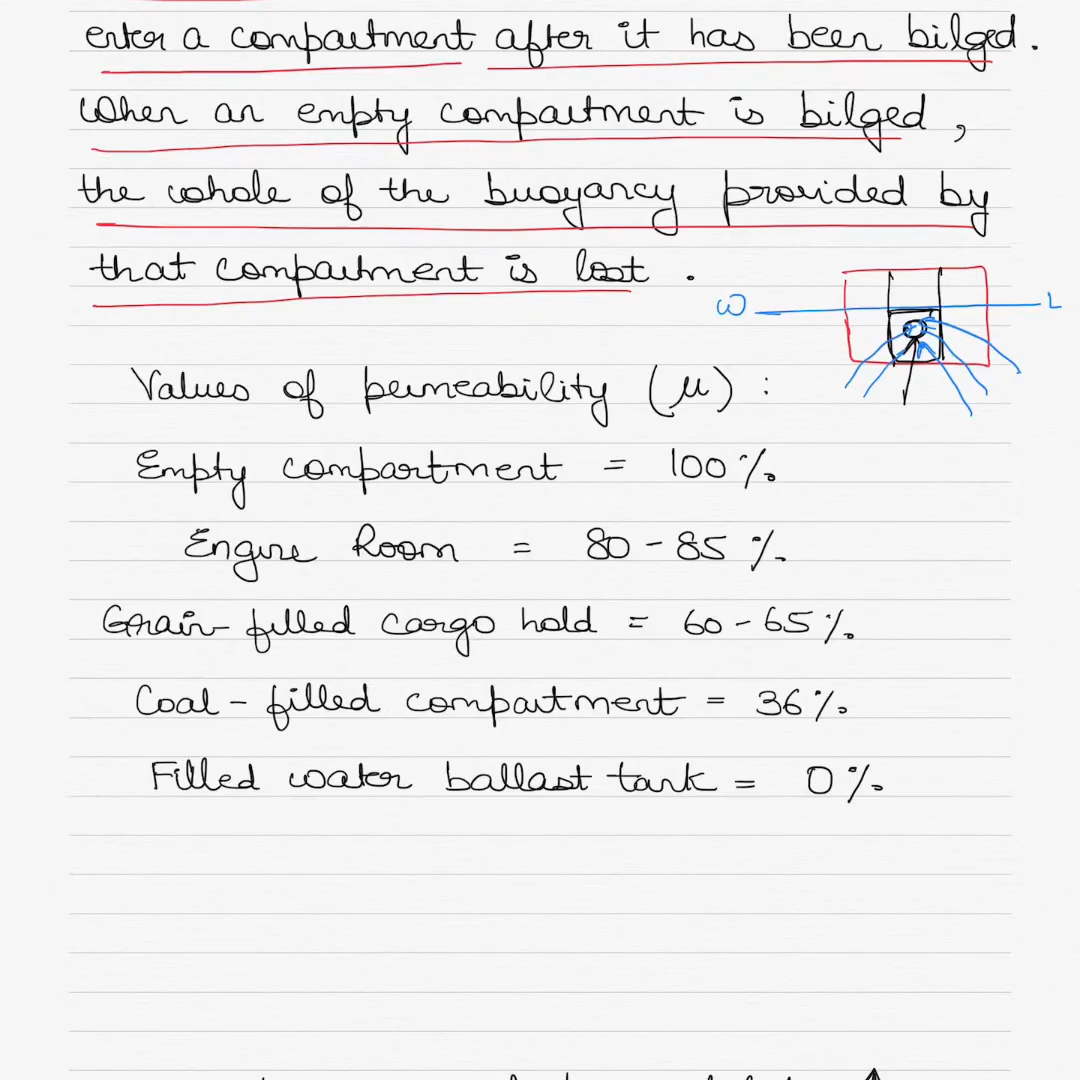 enter a compartment after it has been bilged.
When an empty compartment is bilged,
the whole of the buoyancy provided by
that compartment is lost.
W L
Values of permeability (μ) :
Empty compartment = 100 %.
Engine Room = 80 - 85 %.
Grain-filled cargo hold = 60 - 65 %.
Coal - filled compartment = 36 %.
Filled water ballast tank = 0 %.